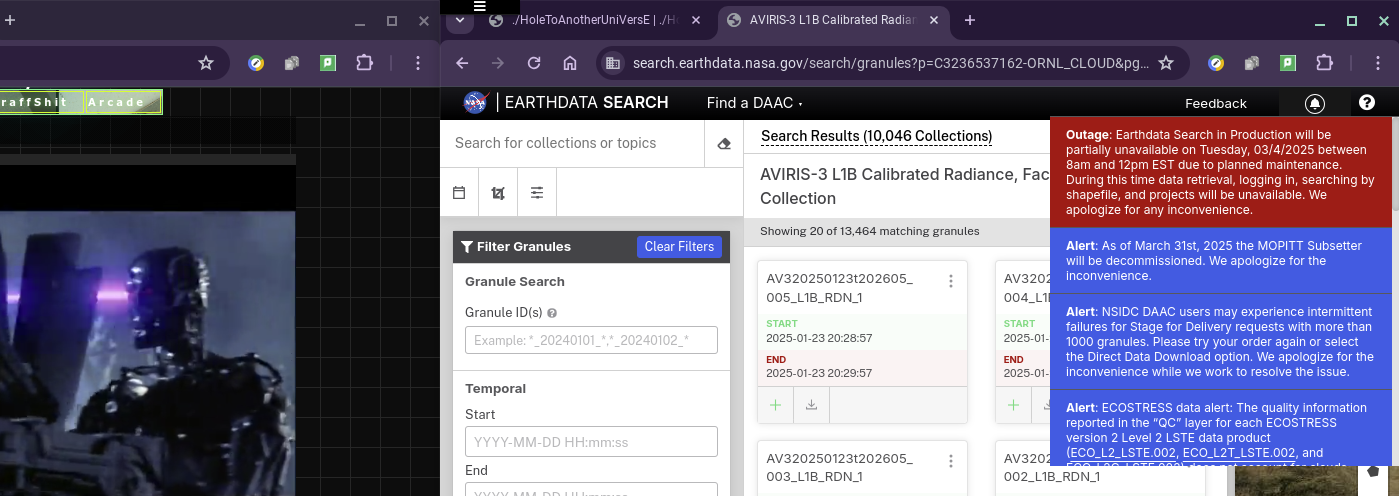 ./HoleToAnotherUniVersE | ./H
AVIRIS-3 L1B Calibrated Radian
search.earthdata.nasa.gov/search/granules?p=C3236537162-ORNL_CLOUD&pg…
raffShit
Arcade
NASA
EARTHDATA SEARCH
Find a DAAC
Feedback
Search for collections or topics
Filter Granules
Clear Filters
Granule Search
Granule ID(s)
Example: *_20240101_*,*_20240102_*
Temporal
Start
YYYY-MM-DD HH:mm:ss
End
YYYY-MM-DD HH:mm:ss
Search Results (10,046 Collections)
AVIRIS-3 L1B Calibrated Radiance, Fac
Collection
Showing 20 of 13,464 matching granules
AV320250123t202605_
005_L1B_RDN_1
START
2025-01-23 20:28:57
END
2025-01-23 20:29:57
AV320
004_L1
START
2025-01-
END
2025-01-
AV320250123t202605_
003_L1B_RDN_1
AV320250123t202605_
002_L1B_RDN_1
Outage: Earthdata Search in Production will be
partially unavailable on Tuesday, 03/4/2025 between
8am and 12pm EST due to planned maintenance.
During this time data retrieval, logging in, searching by
shapefile, and projects will be unavailable. We
apologize for any inconvenience.
Alert: As of March 31st, 2025 the MOPITT Subsetter
will be decommissioned. We apologize for the
inconvenience.
Alert: NSIDC DAAC users may experience intermittent
failures for Stage for Delivery requests with more than
1000 granules. Please try your order again or select
the Direct Data Download option. We apologize for the
inconvenience while we work to resolve the issue.
Alert: ECOSTRESS data alert: The quality information
reported in the "QC" layer for each ECOSTRESS
version 2 Level 2 LSTE data product
(ECO_L2_LSTE.002, ECO_L2T_LSTE.002, and